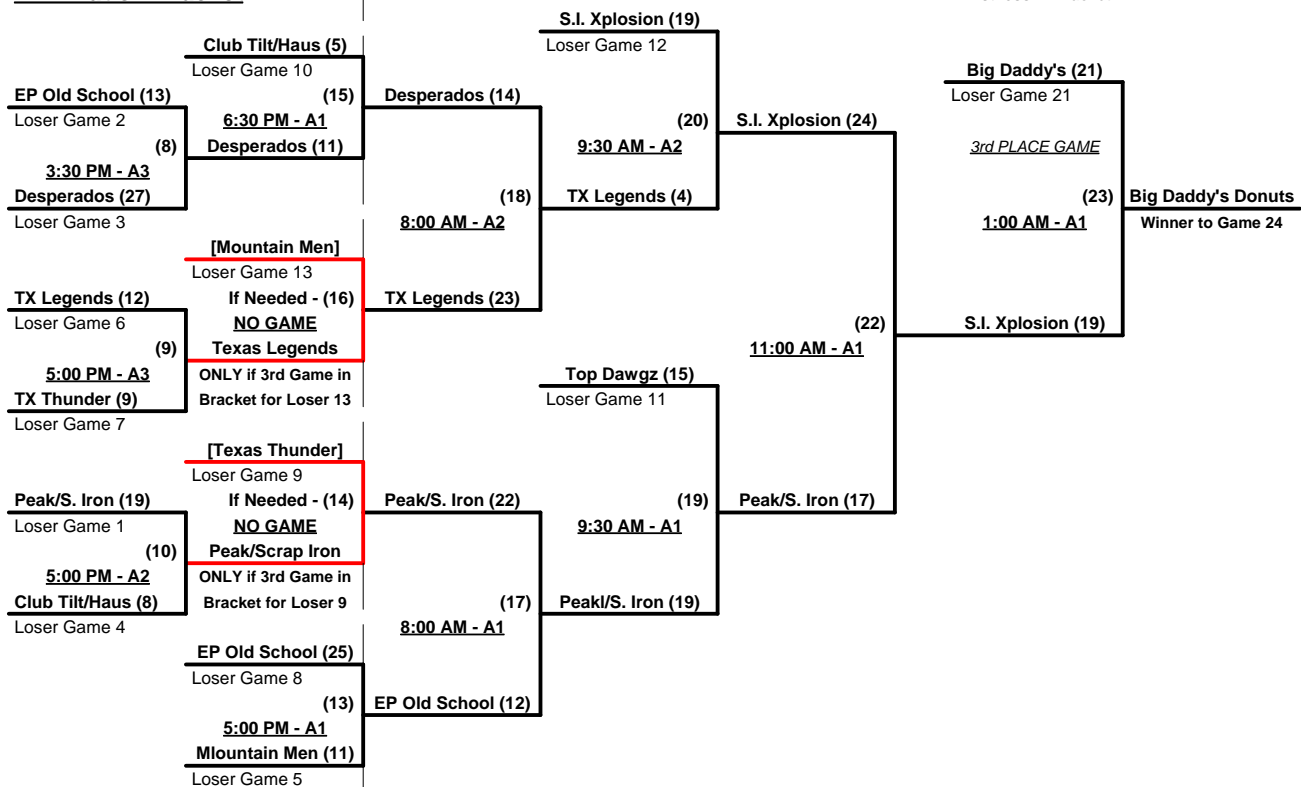 S.I. Xplosion (19)
Club Tilt/Haus (5)
Loser Game 12
Loser Game 10
Big Daddy's (21)
EP Old School (13)
(15)
Desperados (14)
Loser Game 21
Loser Game 2
6:30 PM - A1
(20)
S.I. Xplosion (24)
(8)
Desperados (11)
9:30 AM - A2
3rd PLACE GAME
3:30 PM - A3
Desperados (27)
(18)
TX Legends (4)
(23)
Big Daddy's Donuts
Loser Game 3
8:00 AM - A2
1:00 AM - A1
Winner to Game 24
[Mountain Men]
Loser Game 13
TX Legends (12)
If Needed - (16)
TX Legends (23)
Loser Game 6
NO GAME
(22)
S.I. Xplosion (19)
(9)
Texas Legends
11:00 AM - A1
5:00 PM - A3
ONLY if 3rd Game in
Top Dawgz (15)
TX Thunder (9)
Bracket for Loser 13
Loser Game 11
Loser Game 7
[Texas Thunder]
Loser Game 9
Peak/S. Iron (19)
If Needed - (14)
Peak/S. Iron (22)
(19)
Peak/S. Iron (17)
Loser Game 1
NO GAME
9:30 AM - A1
(10)
Peak/Scrap Iron
5:00 PM - A2
ONLY if 3rd Game in
Club Tilt/Haus (8)
Bracket for Loser 9
(17)
Peakl/S. Iron (19)
Loser Game 4
8:00 AM - A1
EP Old School (25)
Loser Game 8
(13)
EP Old School (12)
5:00 PM - A1
Mlountain Men (11)
Loser Game 5